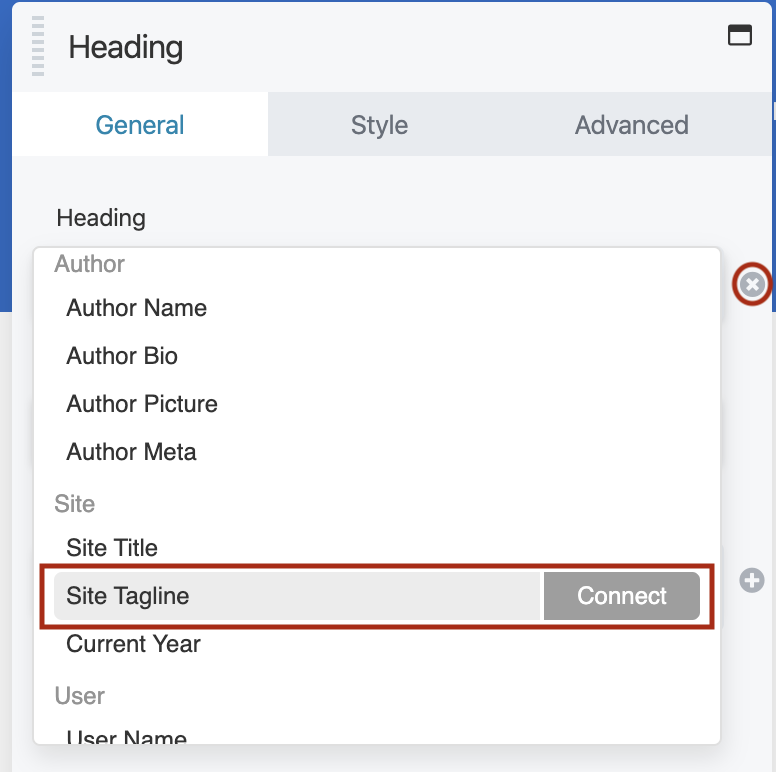 Heading
General
Style
Advanced
Heading
Author
Author Name
Author Bio
Author Picture
Author Meta
Site
Site Title
Site Tagline
Connect
Current Year
User
User Name